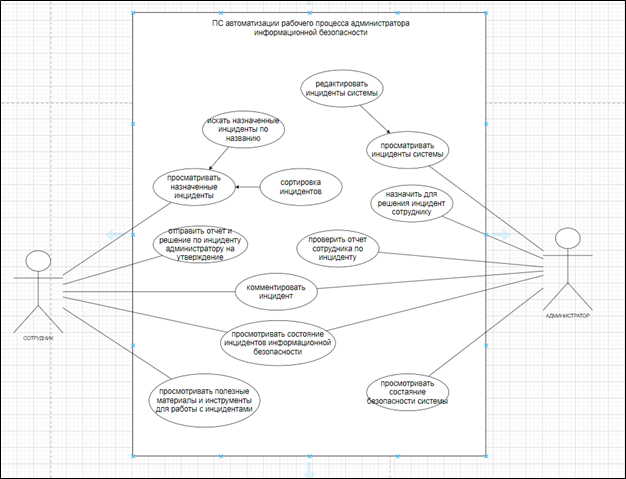 ПС автоматизации рабочего процесса администратора
информационной безопасности
редактировать
инциденты системы
искать назначенные
инциденты по
названию
просматривать
инциденты системы
просматривать
назначенные
инциденты
сортировка
инцидентов
назначить для
решения инцидент
сотруднику
отправить отчет и
решение по инциденту
администратору на
утверждение
проверить отчет
сотрудника по
инциденту
комментировать
инцидент
СОТРУДНИК
АДМИНИСТРАТОР
просмотривать состояние
инцидентов информационной
безопасности
просмотривать полезные
материалы и инструменты
для работы с инцидентами
просмотривать
состаяние
безопасности системы